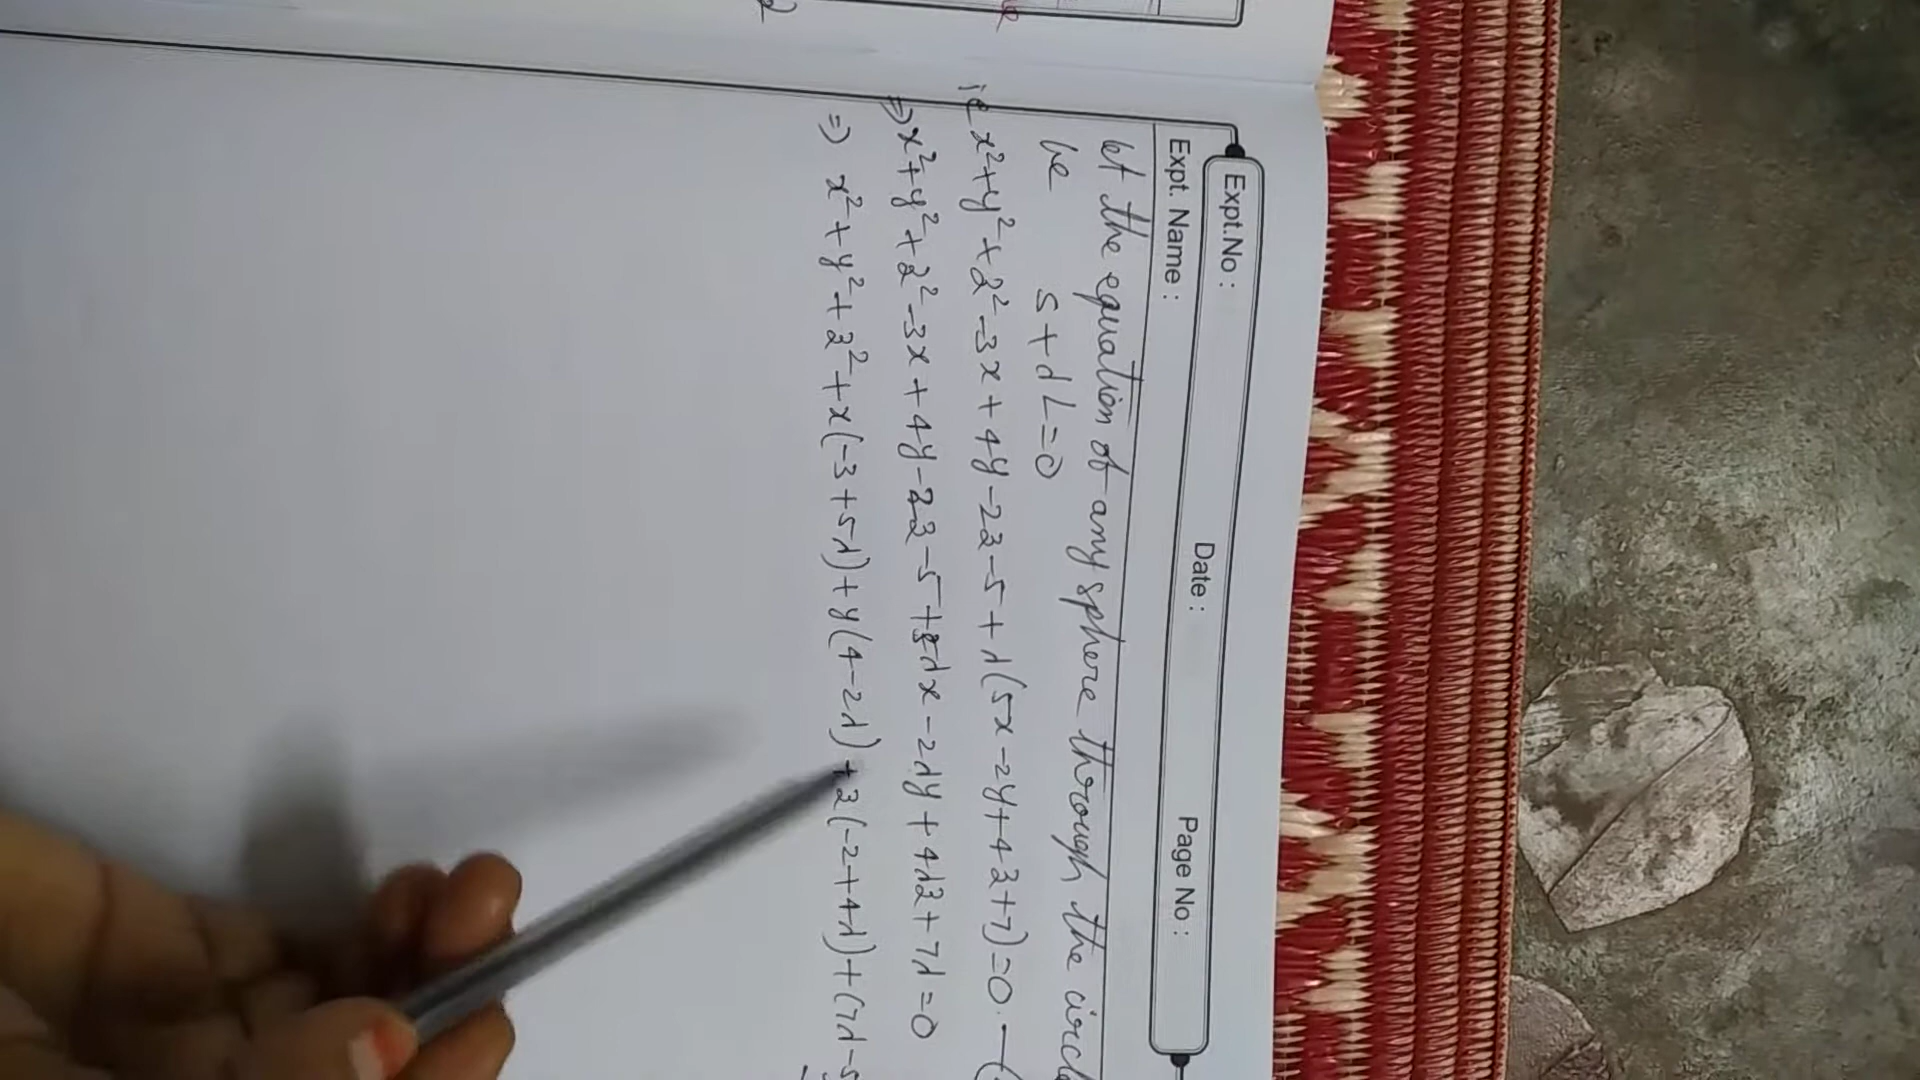 Expt.No :
Date :
Page No :
Expt. Name :
let the equation of any sphere through the circle
be s+λL=0
ie x²+y²+z²-3x+4y-2z-5+λ(5x-2y+4z+7)=0 -(
⇒ x²+y²+z²-3x+4y-2z-5+5λx-2λy+4λz+7λ=0
⇒ x²+y²+z²+x(-3+5λ)+y(4-2λ)+z(-2+4λ)+(7λ-5